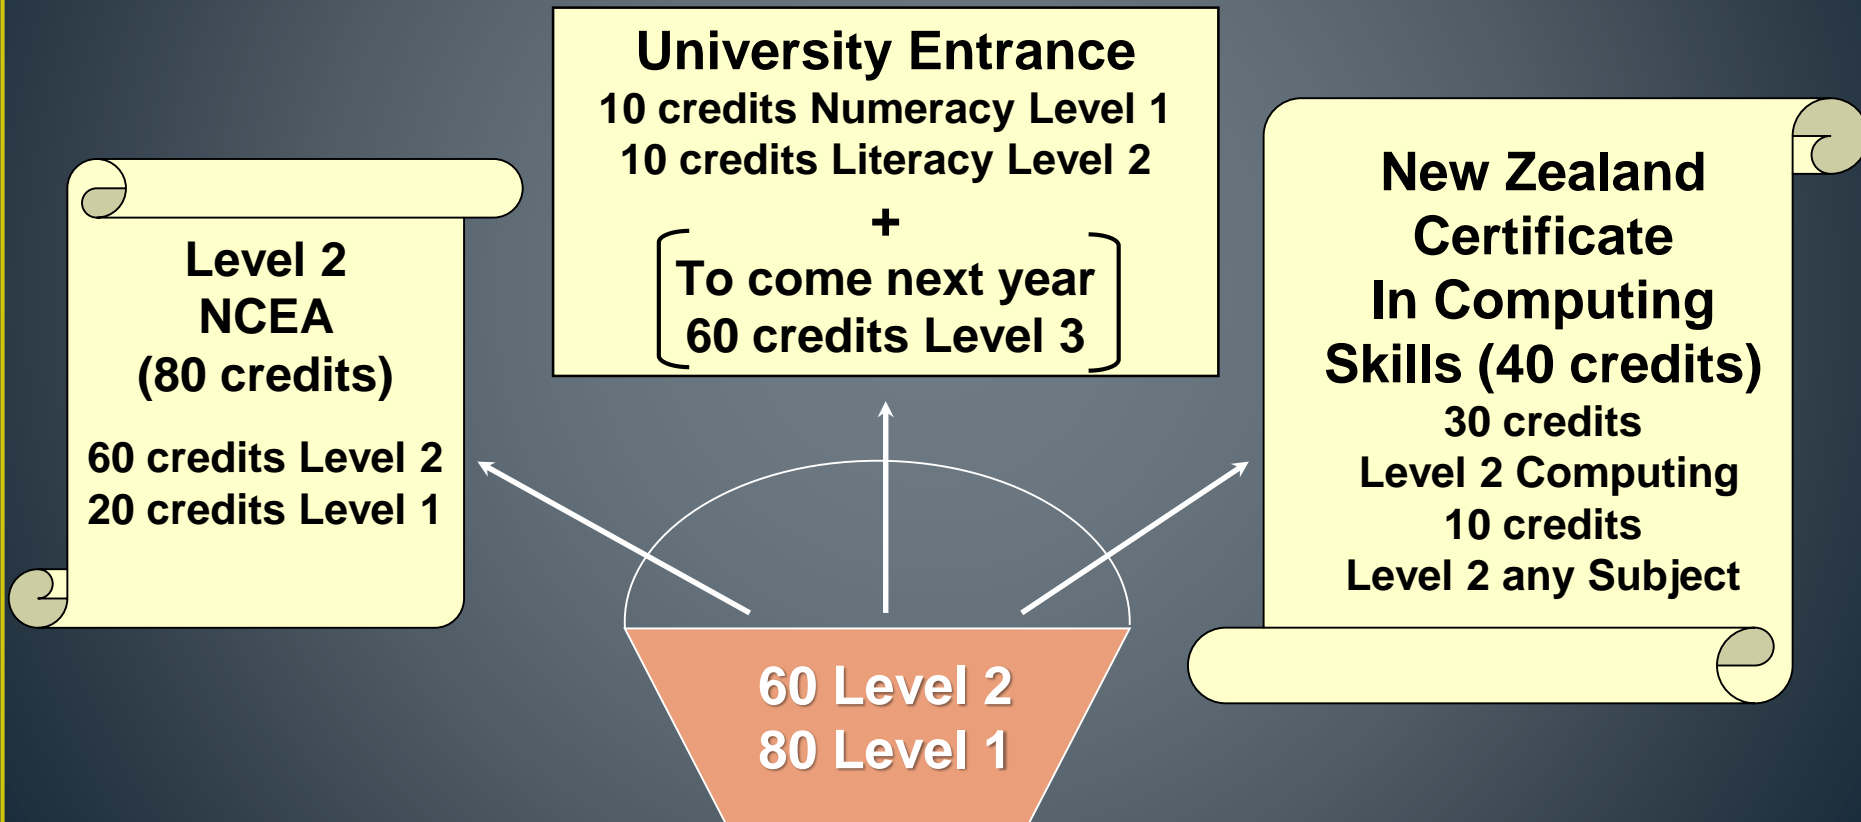 University Entrance
10 credits Numeracy Level 1
10 credits Literacy Level 2
+
To come next year
60 credits Level 3
Level 2
NCEA
(80 credits)
60 credits Level 2
20 credits Level 1
New Zealand
Certificate
In Computing
Skills (40 credits)
30 credits
Level 2 Computing
10 credits
Level 2 any Subject
60 Level 2
80 Level 1